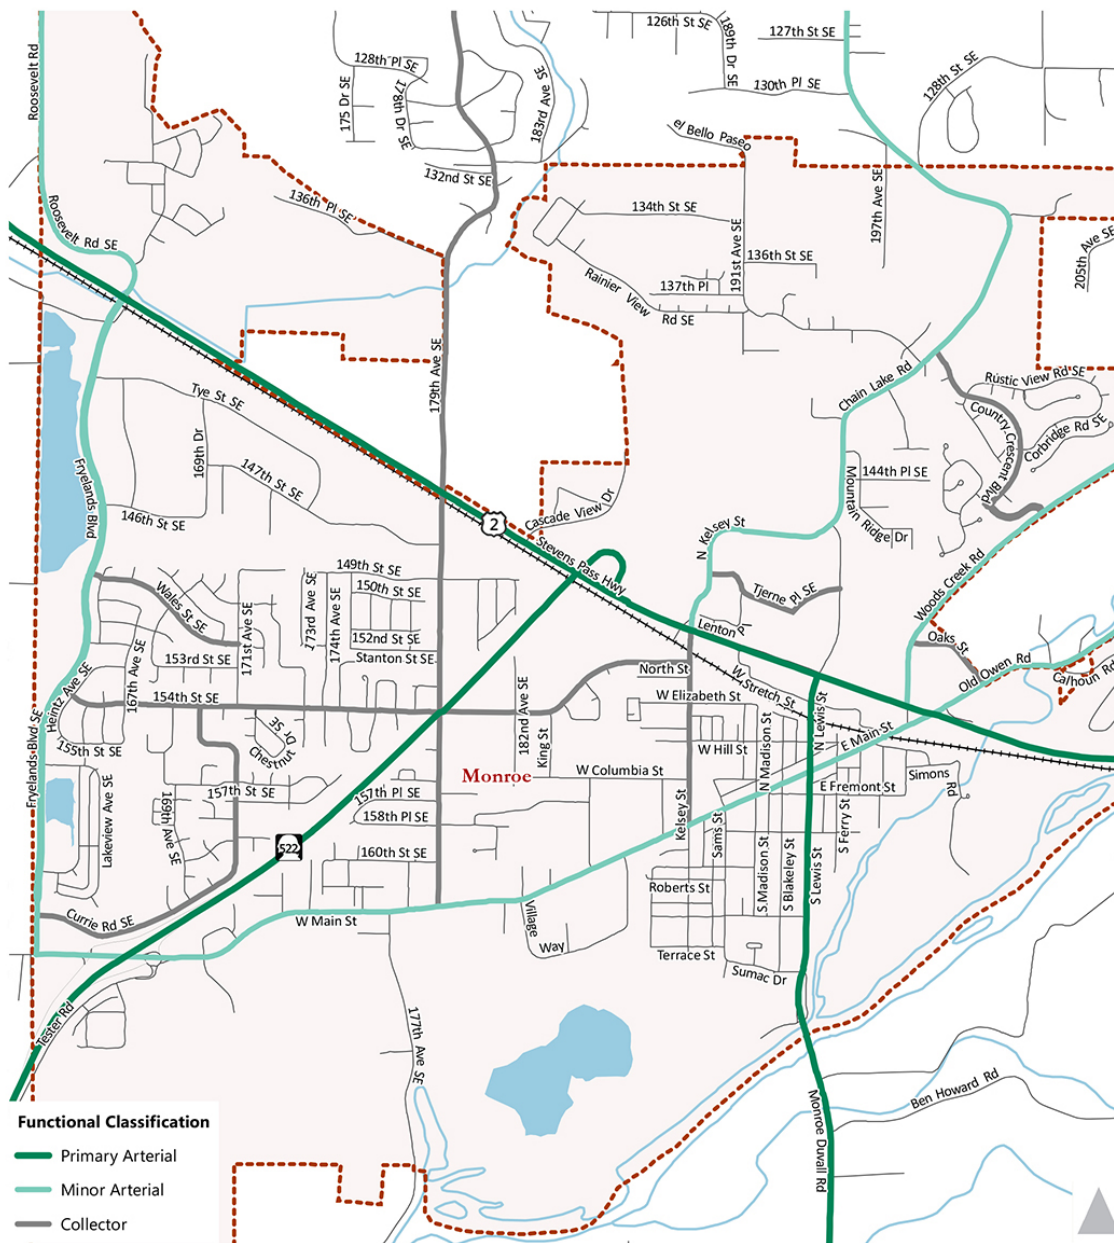 126th St SE
189th Dr SE
127th St SE
Roosevelt Rd
128th Pl SE
175 Dr SE
178th Dr SE
183rd Ave SE
130th Pl SE
128th St SE
el Bello Paseo
132nd St SE
136th Pl SE
134th St SE
197th Ave SE
191st Ave SE
136th St SE
205th Ave SE
Roosevelt Rd SE
Rainier View
Rd SE
137th Pl
179th Ave SE
Chain Lake Rd
Rustic View Rd SE
Country Crescent Blvd
Corbridge Rd SE
Tye St SE
169th Dr
147th St SE
146th St SE
Fryelands Blvd
144th Pl SE
Mountain Ridge Dr
Cascade View Dr
2
Stevens Pass Hwy
N Kelsey St
Tjerne Pl SE
Woods Creek Rd
Oaks St
Old Owen Rd
Calhoun Rd
149th St SE
150th St SE
173rd Ave SE
174th Ave SE
152nd St SE
Stanton St SE
Wales St SE
171st Ave SE
153rd St SE
167th Ave SE
154th St SE
Heintz Ave SE
155th St SE
Chestnut
Dr SE
Lenton Pl
North St
W Stretch St
W Elizabeth St
182nd Ave SE
King St
W Hill St
N Madison St
N Lewis St
E Main St
Fryelands Blvd SE
Lakeview Ave SE
157th St SE
169th Ave SE
Monroe
W Columbia St
157th Pl SE
158th Pl SE
522
160th St SE
Kelsey St
Sams St
E Fremont St
Simons
Rd
S Ferry St
S Madison St
S Blakeley St
S Lewis St
Roberts St
Currie Rd SE
W Main St
Village
Way
Terrace St
Sumac Dr
Tester Rd
177th Ave SE
Ben Howard Rd
Monroe Duvall Rd
Functional Classification
Primary Arterial
Minor Arterial
Collector